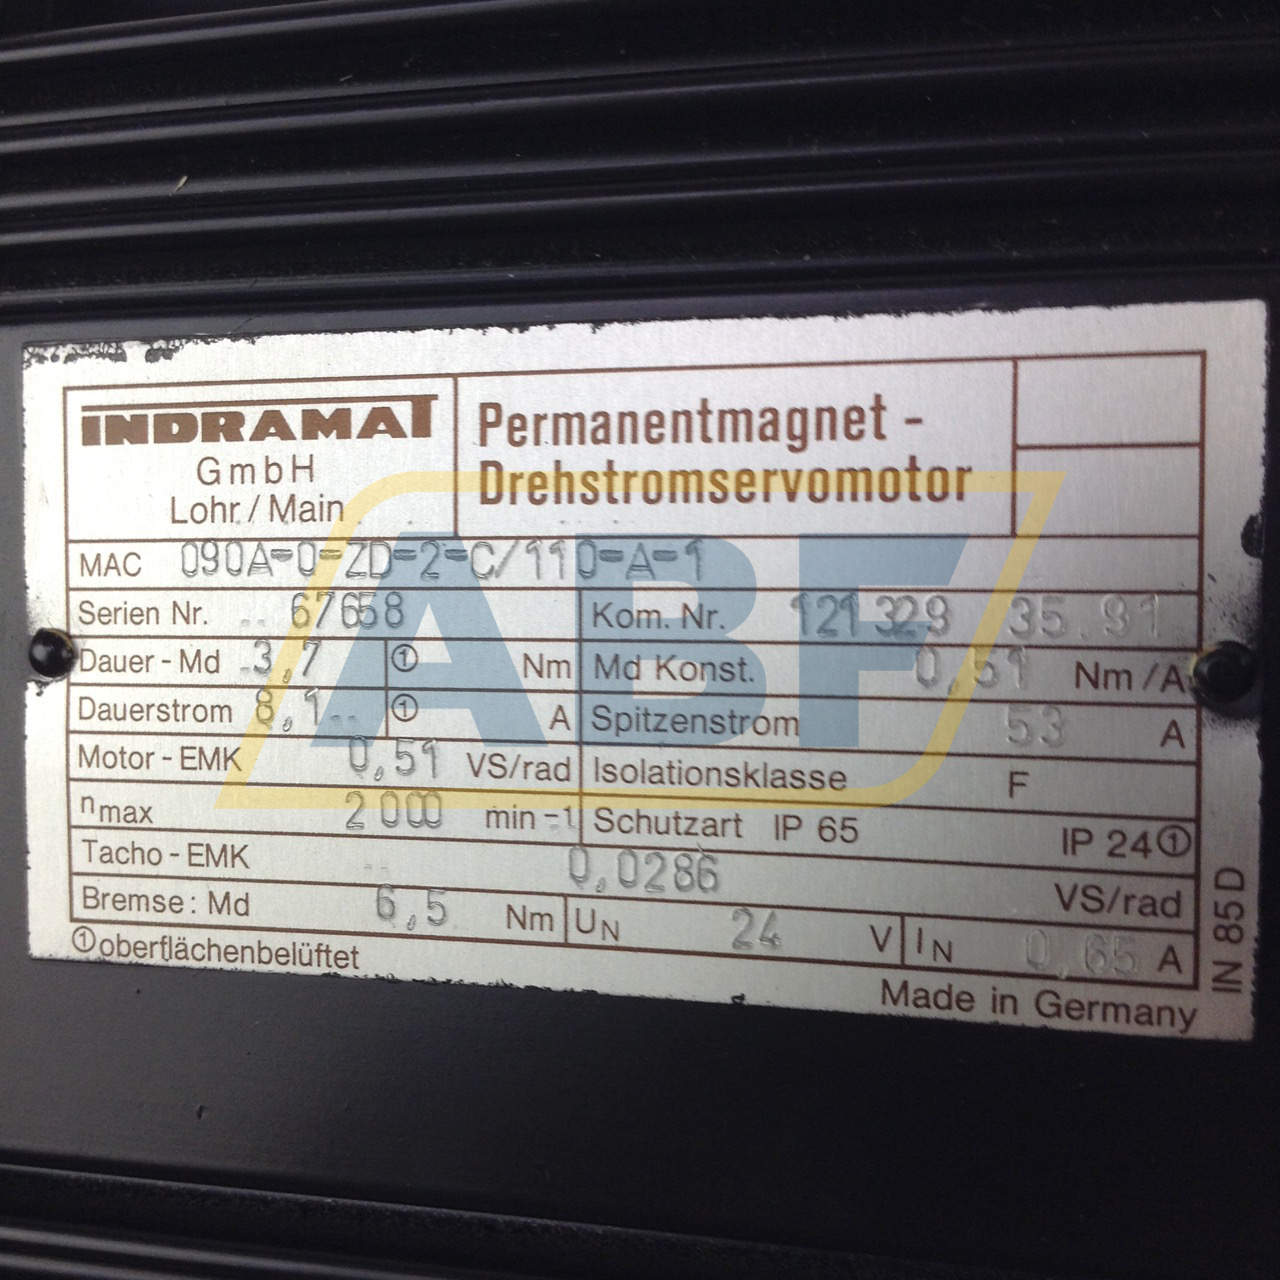 INDRAMAT
GmbH
Lohr / Main
Permanentmagnet -
Drehstromservomotor
MAC 090A-0-ZD-2-C/110-A-1
Serien Nr. 67658 Kom. Nr. 121329 35.91
Dauer - Md 3,7 ① Nm Md Konst. 0,51 Nm / A
Dauerstrom 8,1 ① A Spitzenstrom 53 A
Motor - EMK 0,51 VS/rad Isolationsklasse F
nmax 2000 min -1 Schutzart IP 65 IP 24①
Tacho - EMK 0,0286 VS/rad
Bremse: Md 6,5 Nm UN 24 V IN 0,65 A
①oberflächenbelüftet
Made in Germany
IN 85 D
ABF